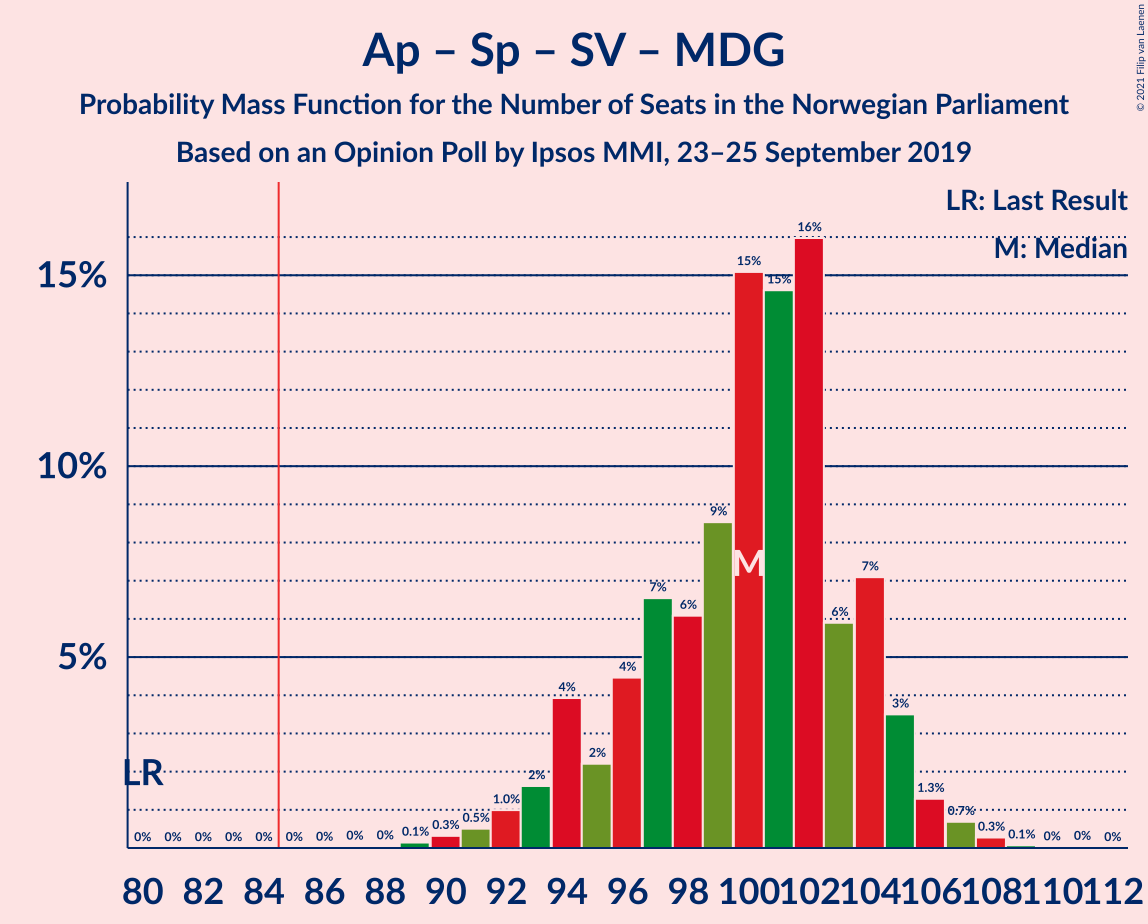 Ap – Sp – SV – MDG
Probability Mass Function for the Number of Seats in the Norwegian Parliament
Based on an Opinion Poll by Ipsos MMI, 23–25 September 2019
© 2021 Filip van Laenen
LR: Last Result
M: Median
15%
10%
5%
LR
M
0% 0% 0% 0% 0% 0% 0% 0% 0% 0.1% 0.3% 0.5% 1.0% 2% 4% 2% 4% 7% 6% 9% 15% 15% 16% 6% 7% 3% 1.3% 0.7% 0.3% 0.1% 0% 0% 0%
80 82 84 86 88 90 92 94 96 98 100 102 104 106 108 110 112